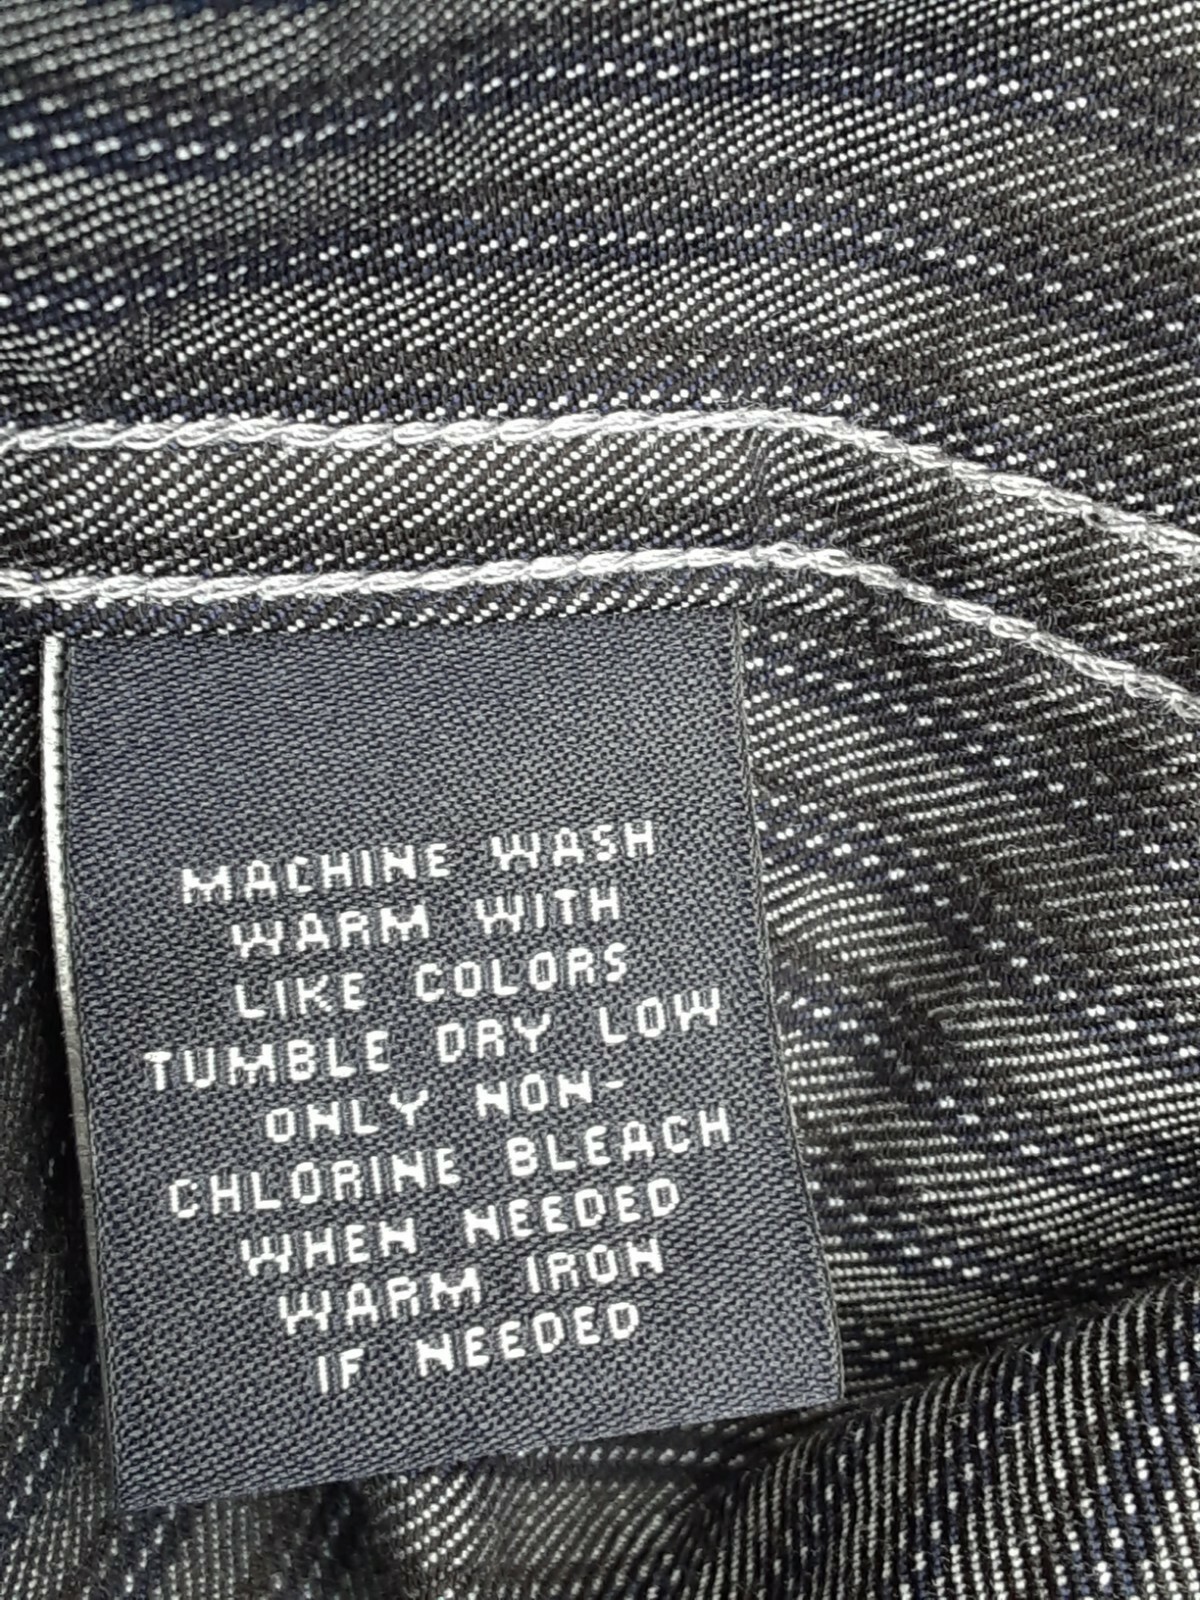 MACHINE WASH
WARM WITH
LIKE COLORS
TUMBLE DRY LOW
ONLY NON-
CHLORINE BLEACH
WHEN NEEDED
WARM IRON
IF NEEDED